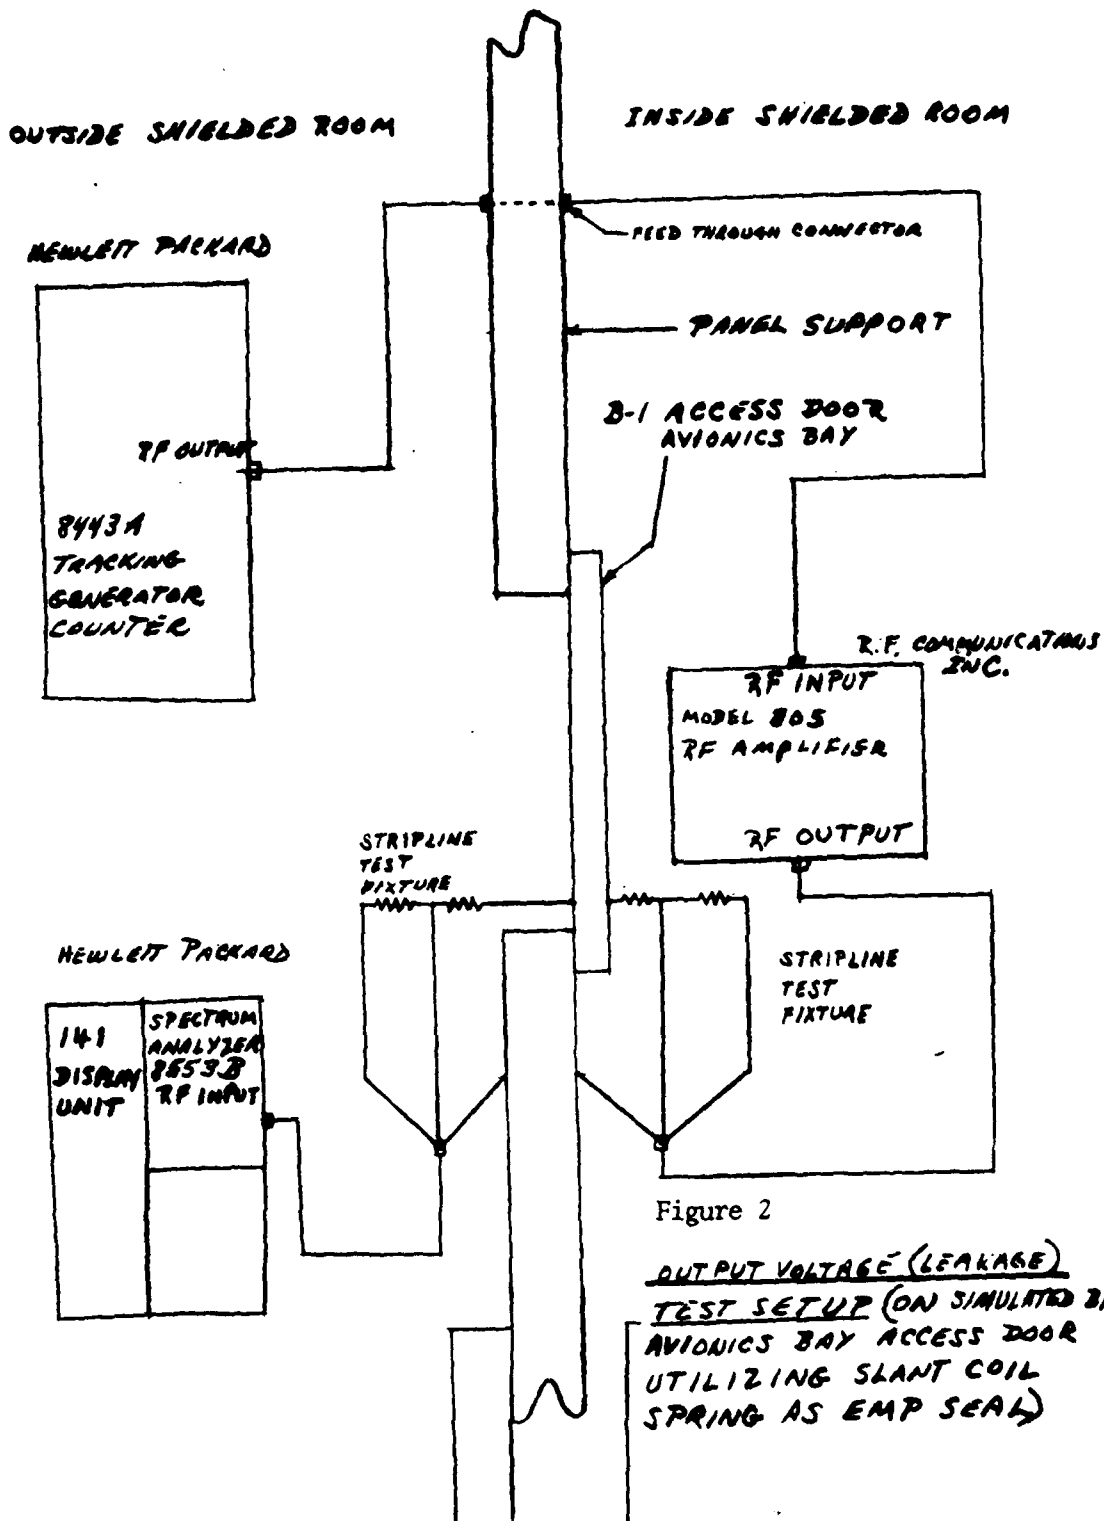 OUTSIDE SHIELDED ROOM
INSIDE SHIELDED ROOM
FEED THROUGH CONNECTOR
HEWLETT PACKARD
PANEL SUPPORT
B-1 ACCESS DOOR
AVIONICS BAY
RF OUTPUT
8443A
TRACKING
GENERATOR
COUNTER
R.F. COMMUNICATIONS
INC.
RF INPUT
MODEL 805
RF AMPLIFIER
RF OUTPUT
STRIPLINE
TEST
FIXTURE
HEWLETT PACKARD
STRIPLINE
TEST
FIXTURE
141
DISPLAY
UNIT
SPECTRUM
ANALYZER
8553B
RF INPUT
Figure 2
OUTPUT VOLTAGE (LEAKAGE)
TEST SETUP (ON SIMULATED B1
AVIONICS BAY ACCESS DOOR
UTILIZING SLANT COIL
SPRING AS EMP SEAL)